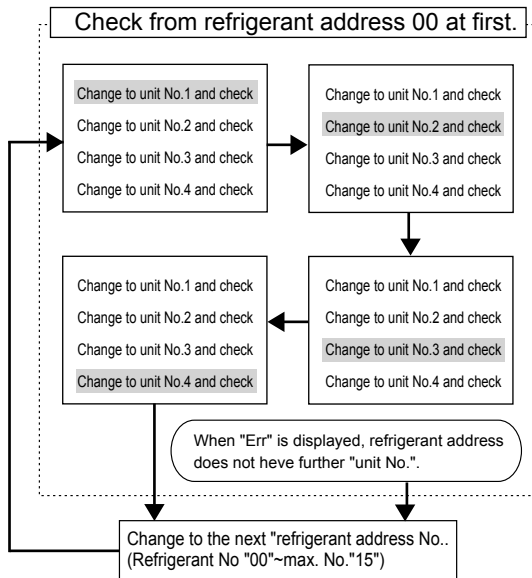 Check from refrigerant address 00 at first.
Change to unit No.1 and check
Change to unit No.2 and check
Change to unit No.3 and check
Change to unit No.4 and check
Change to unit No.1 and check
Change to unit No.2 and check
Change to unit No.3 and check
Change to unit No.4 and check
Change to unit No.1 and check
Change to unit No.2 and check
Change to unit No.3 and check
Change to unit No.4 and check
Change to unit No.1 and check
Change to unit No.2 and check
Change to unit No.3 and check
Change to unit No.4 and check
When "Err" is displayed, refrigerant address
does not heve further "unit No.".
Change to the next "refrigerant address No..
(Refrigerant No "00"~max. No."15")